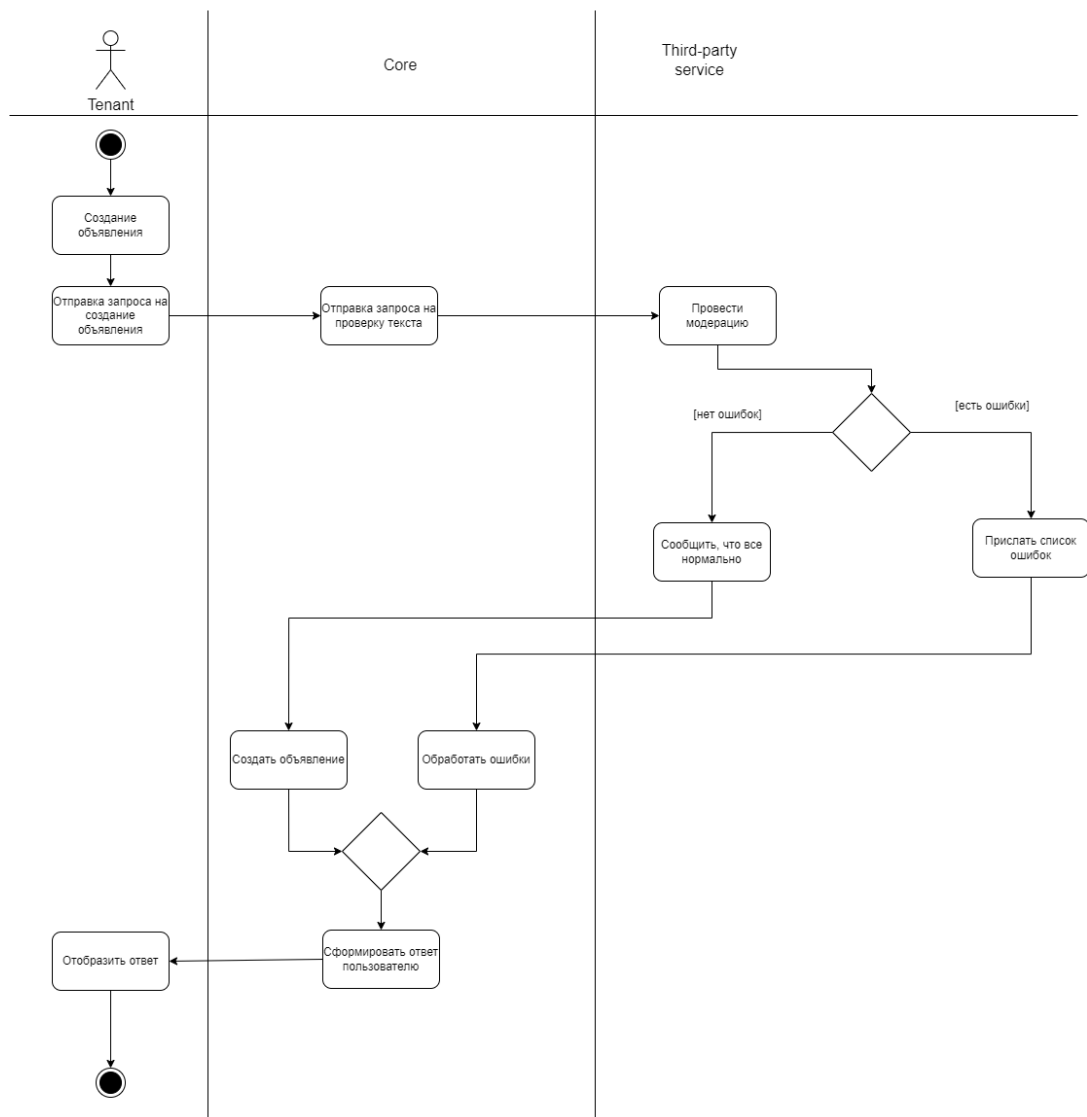 Tenant
Core
Third-party
service
Создание
объявления
Отправка запроса на
создание
объявления
Отправка запроса на
проверку текста
Провести
модерацию
[нет ошибок]
[есть ошибки]
Сообщить, что все
нормально
Прислать список
ошибок
Создать объявление
Обработать ошибки
Отобразить ответ
Сформировать ответ
пользователю